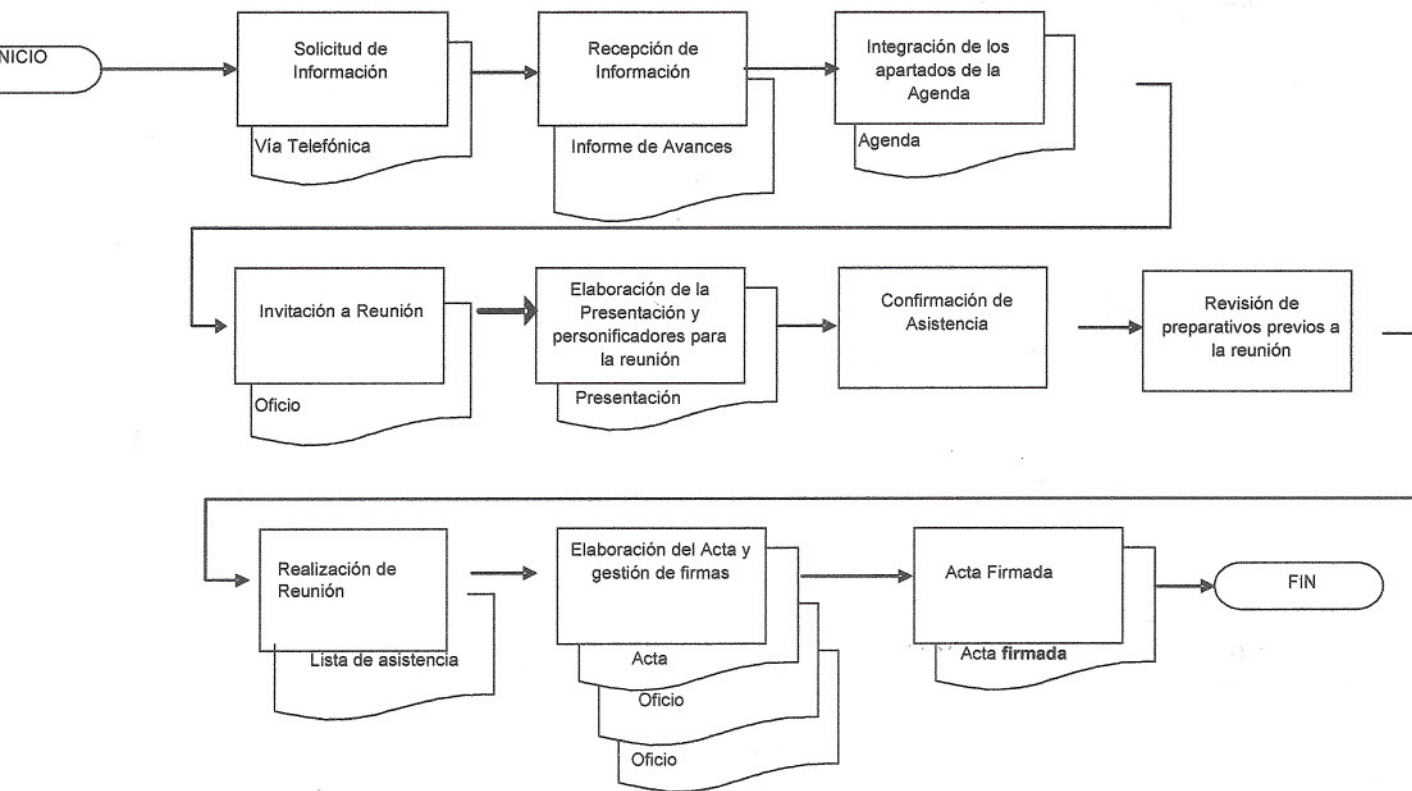 NICIO
Solicitud de
Información
Vía Telefónica
Recepción de
Información
Informe de Avances
Integración de los
apartados de la
Agenda
Agenda
Invitación a Reunión
Oficio
Elaboración de la
Presentación y
personificadores para
la reunión
Presentación
Confirmación de
Asistencia
Revisión de
preparativos previos a
la reunión
Realización de
Reunión
Lista de asistencia
Elaboración del Acta y
gestión de firmas
Acta
Oficio
Oficio
Acta Firmada
Acta firmada
FIN